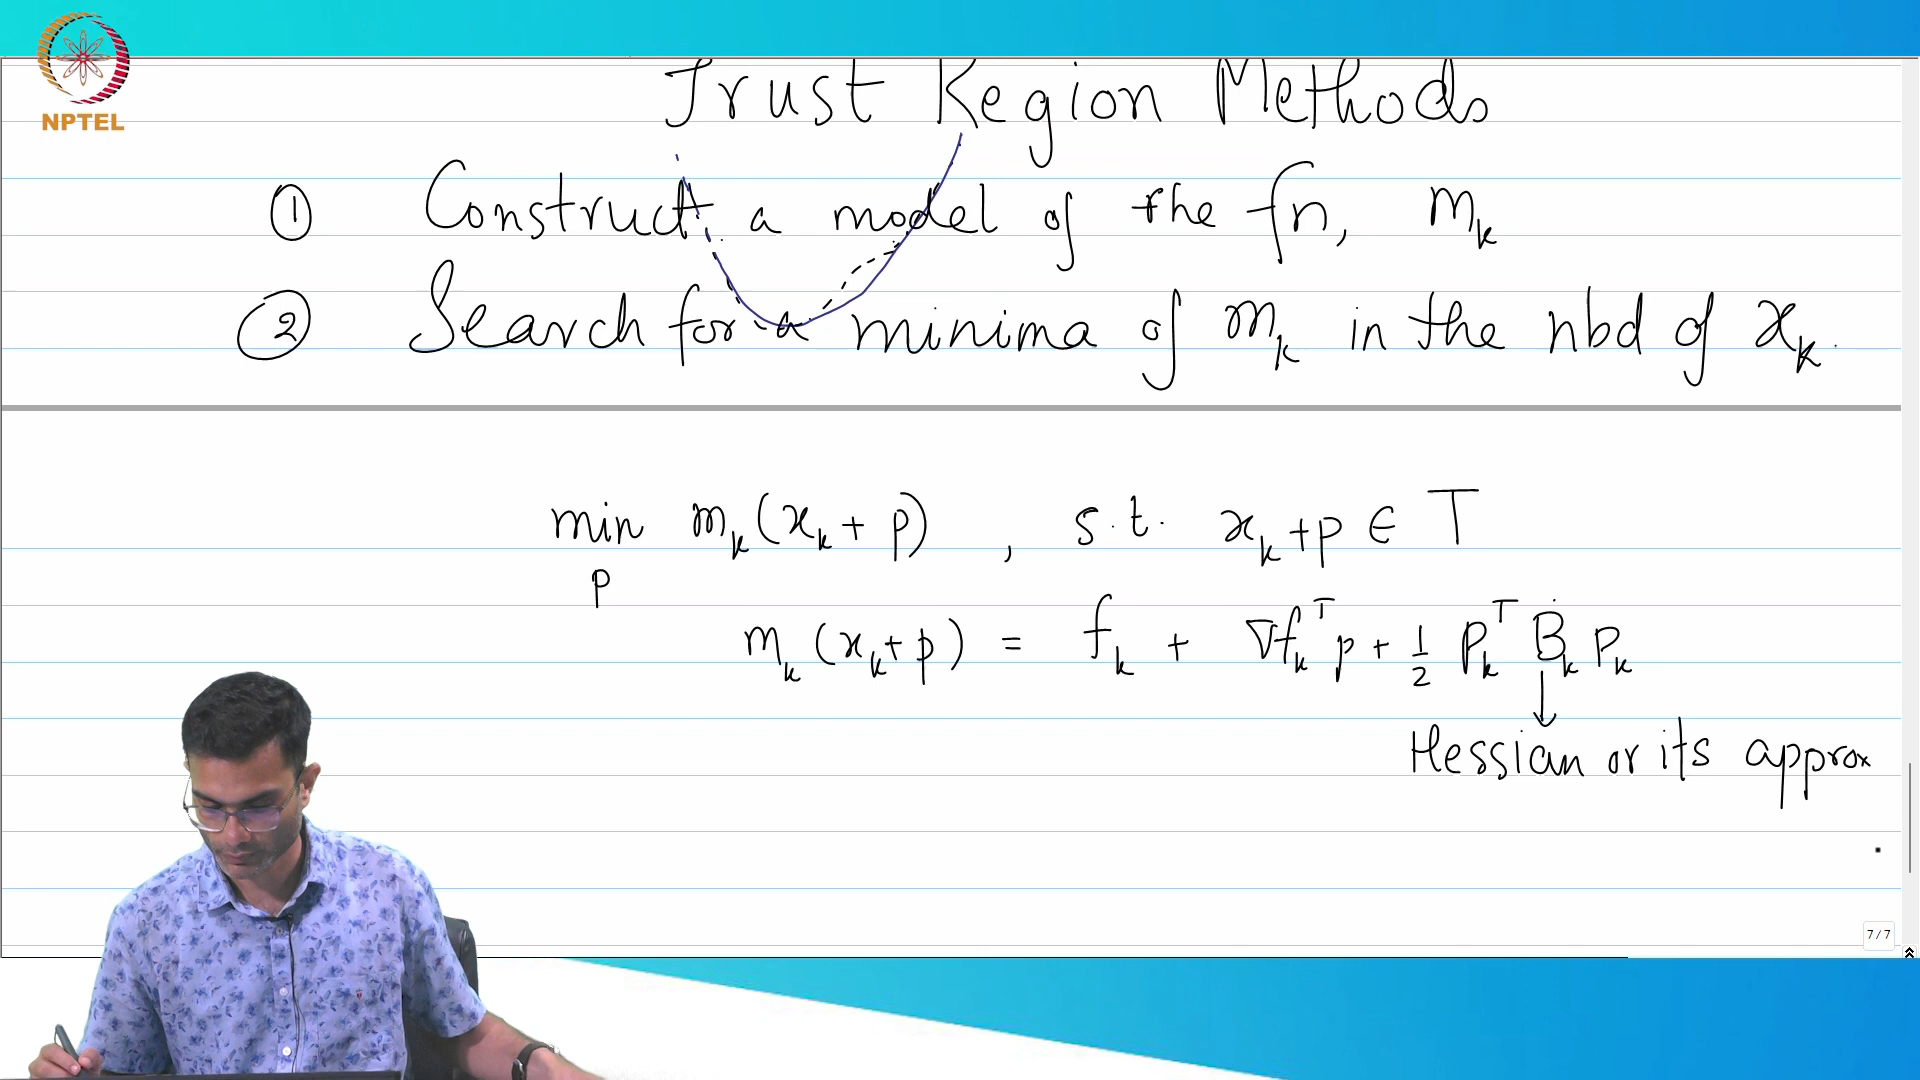 NPTEL
Trust Region Methods
① Construct a model of the fn, m_k
② Search for a minima of m_k in the nbd of x_k.
min m_k(x_k + p) , s.t. x_k + p ∈ T
p
m_k(x_k + p) = f_k + ∇f_k^T p + 1/2 p_k^T B_k p_k
↓
Hessian or its approx
7/7